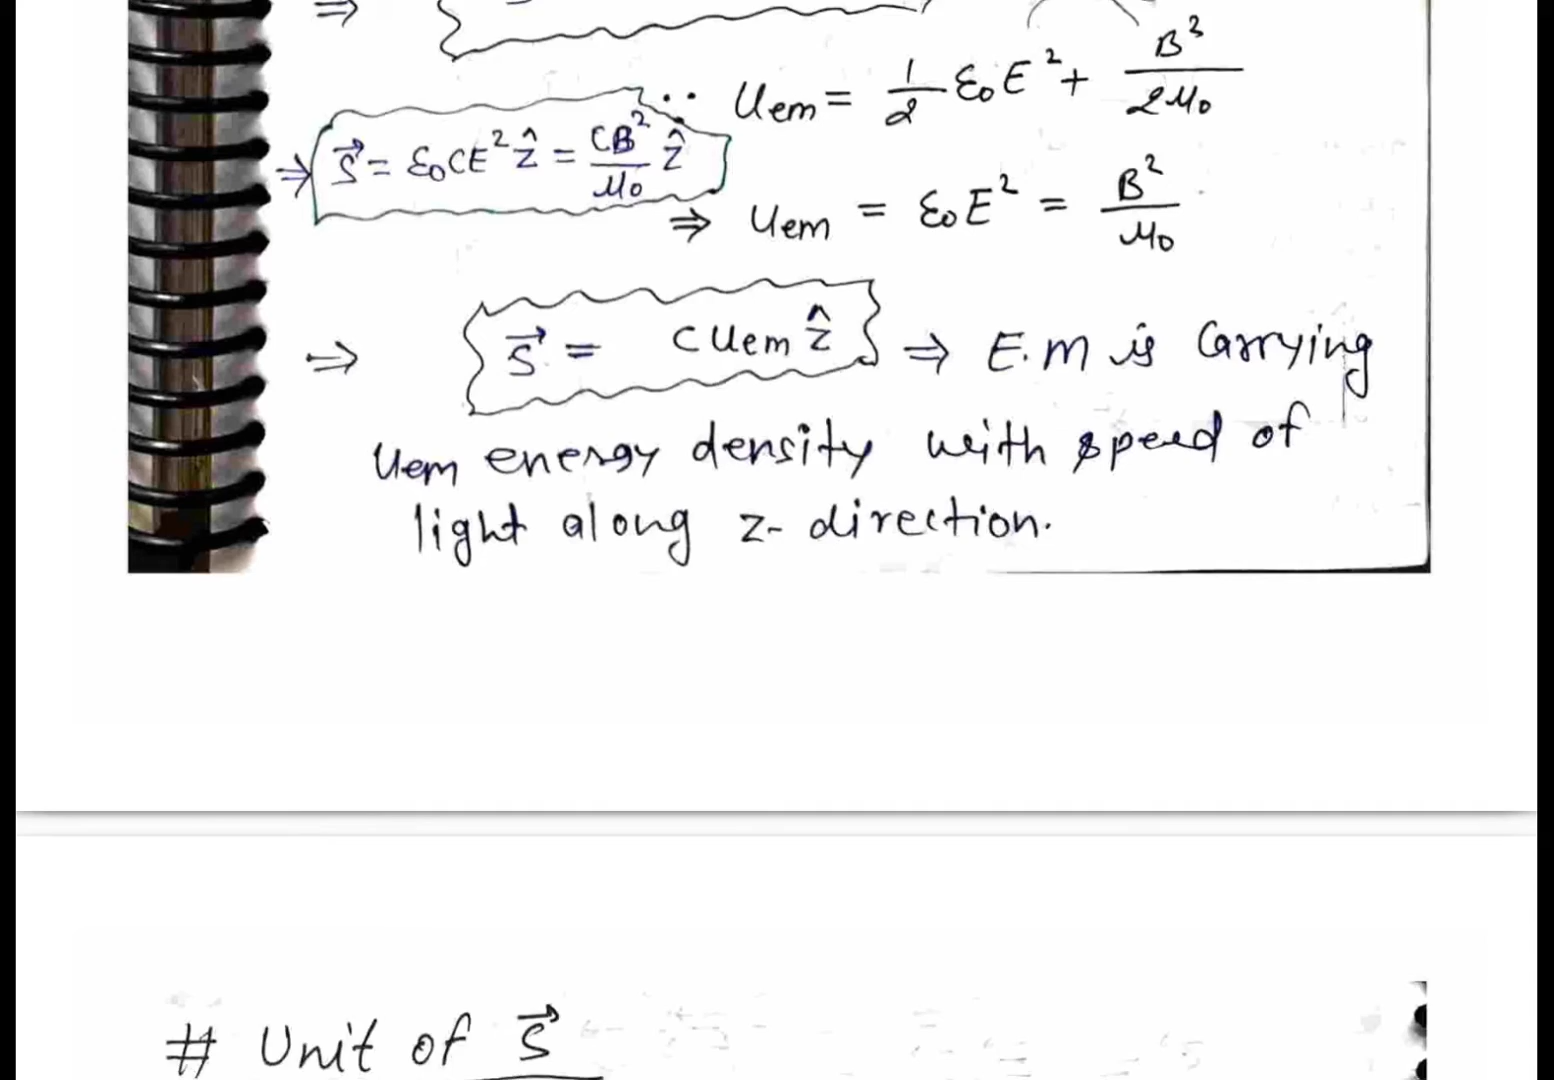 ⇒
∴ Uem = 1/2 ε₀E² + B³/2μ₀
⇒ S⃗ = ε₀CE² ẑ = CB²/μ₀ ẑ
⇒ Uem = ε₀E² = B²/μ₀
⇒ S⃗ = CUem ẑ ⇒ E.M is Carrying
Uem energy density with speed of
light along z- direction.
# Unit of S⃗